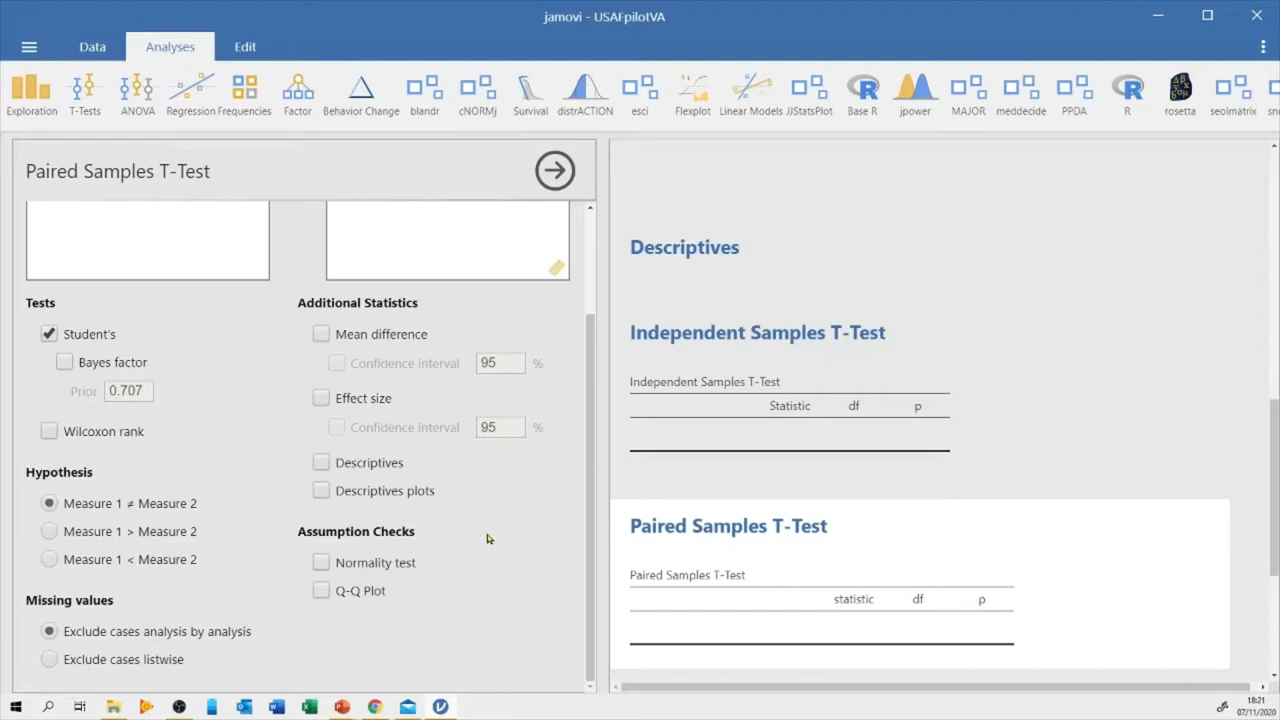 jamovi - USAFpilotVA
Data Analyses Edit
Exploration T-Tests ANOVA Regression Frequencies Factor Behavior Change blandr cNORMj Survival distrACTION esci Flexplot Linear Models JJStatsPlot Base R jpower MAJOR meddecide PPDA R rosetta seolmatrix
Paired Samples T-Test
Tests
Student's
Bayes factor
Prior 0.707
Wilcoxon rank
Hypothesis
Measure 1 ≠ Measure 2
Measure 1 > Measure 2
Measure 1 < Measure 2
Missing values
Exclude cases analysis by analysis
Exclude cases listwise
Additional Statistics
Mean difference
Confidence interval 95 %
Effect size
Confidence interval 95 %
Descriptives
Descriptives plots
Assumption Checks
Normality test
Q-Q Plot
Descriptives
Independent Samples T-Test
Independent Samples T-Test
Statistic df p
Paired Samples T-Test
Paired Samples T-Test
statistic df p
18:21
07/11/2020